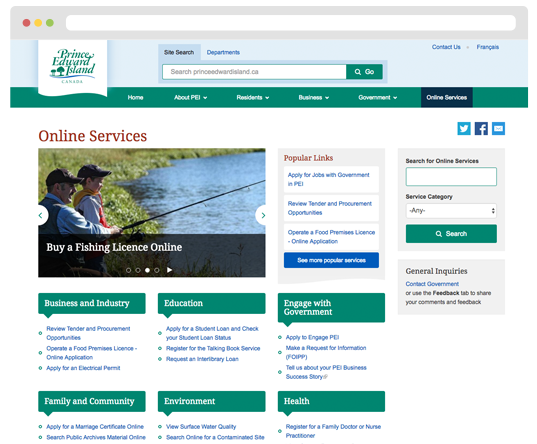 Prince
Edward
Island
CANADA
Site Search
Departments
Contact Us
Français
Search princeedwardisland.ca
Go
Home
About PEI
Residents
Business
Government
Online Services
Online Services
Buy a Fishing Licence Online
Popular Links
Apply for Jobs with Government
in PEI
Review Tender and Procurement
Opportunities
Operate a Food Premises Licence
- Online Application
See more popular services
Search for Online Services
Service Category
-Any-
Search
General Inquiries
Contact Government
or use the Feedback tab to share
your comments and feedback
Business and Industry
Review Tender and Procurement
Opportunities
Operate a Food Premises Licence -
Online Application
Apply for an Electrical Permit
Education
Apply for a Student Loan and Check
your Student Loan Status
Register for the Talking Book Service
Request an Interlibrary Loan
Engage with
Government
Apply to Engage PEI
Make a Request for Information
(FOIPP)
Tell us about your PEI Business
Success Story
Family and Community
Apply for a Marriage Certificate Online
Search Public Archives Material Online
Environment
View Surface Water Quality
Search Online for a Contaminated Site
Health
Register for a Family Doctor or Nurse
Practitioner